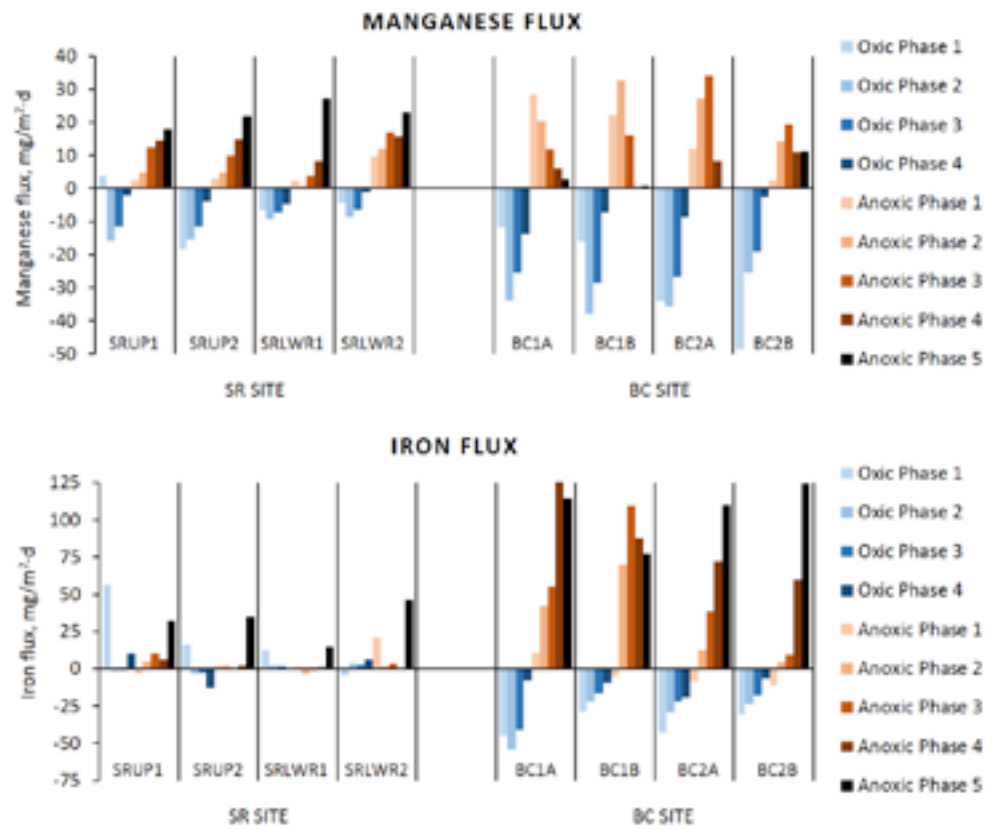 MANGANESE FLUX
Manganese flux, mg/m²·d
40
30
20
10
0
-10
-20
-30
-40
-50
SRUP1 SRUP2 SRLWR1 SRLWR2 BC1A BC1B BC2A BC2B
SR SITE BC SITE
Oxic Phase 1
Oxic Phase 2
Oxic Phase 3
Oxic Phase 4
Anoxic Phase 1
Anoxic Phase 2
Anoxic Phase 3
Anoxic Phase 4
Anoxic Phase 5
IRON FLUX
Iron flux, mg/m²·d
125
100
75
50
25
0
-25
-50
-75
SRUP1 SRUP2 SRLWR1 SRLWR2 BC1A BC1B BC2A BC2B
SR SITE BC SITE
Oxic Phase 1
Oxic Phase 2
Oxic Phase 3
Oxic Phase 4
Anoxic Phase 1
Anoxic Phase 2
Anoxic Phase 3
Anoxic Phase 4
Anoxic Phase 5